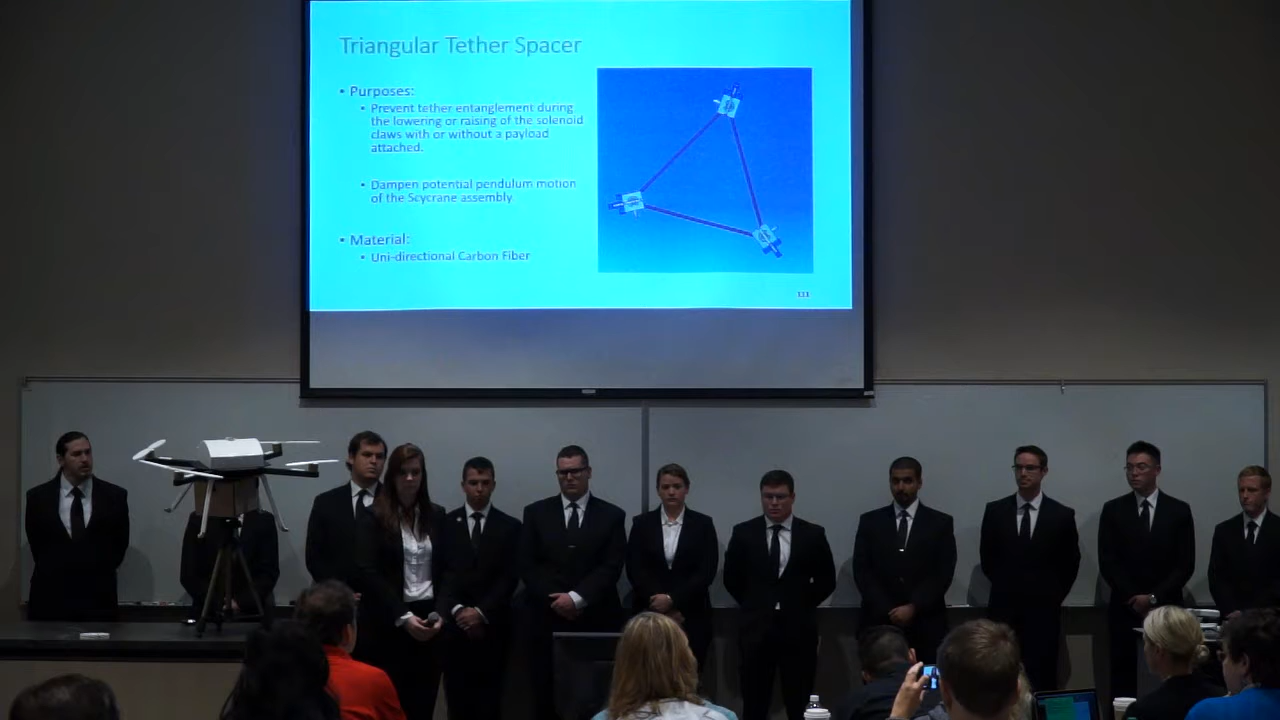 Triangular Tether Spacer
• Purposes:
• Prevent tether entanglement during
the lowering or raising of the solenoid
claws with or without a payload
attached.
• Dampen potential pendulum motion
of the Scycrane assembly
• Material:
• Uni-directional Carbon Fiber